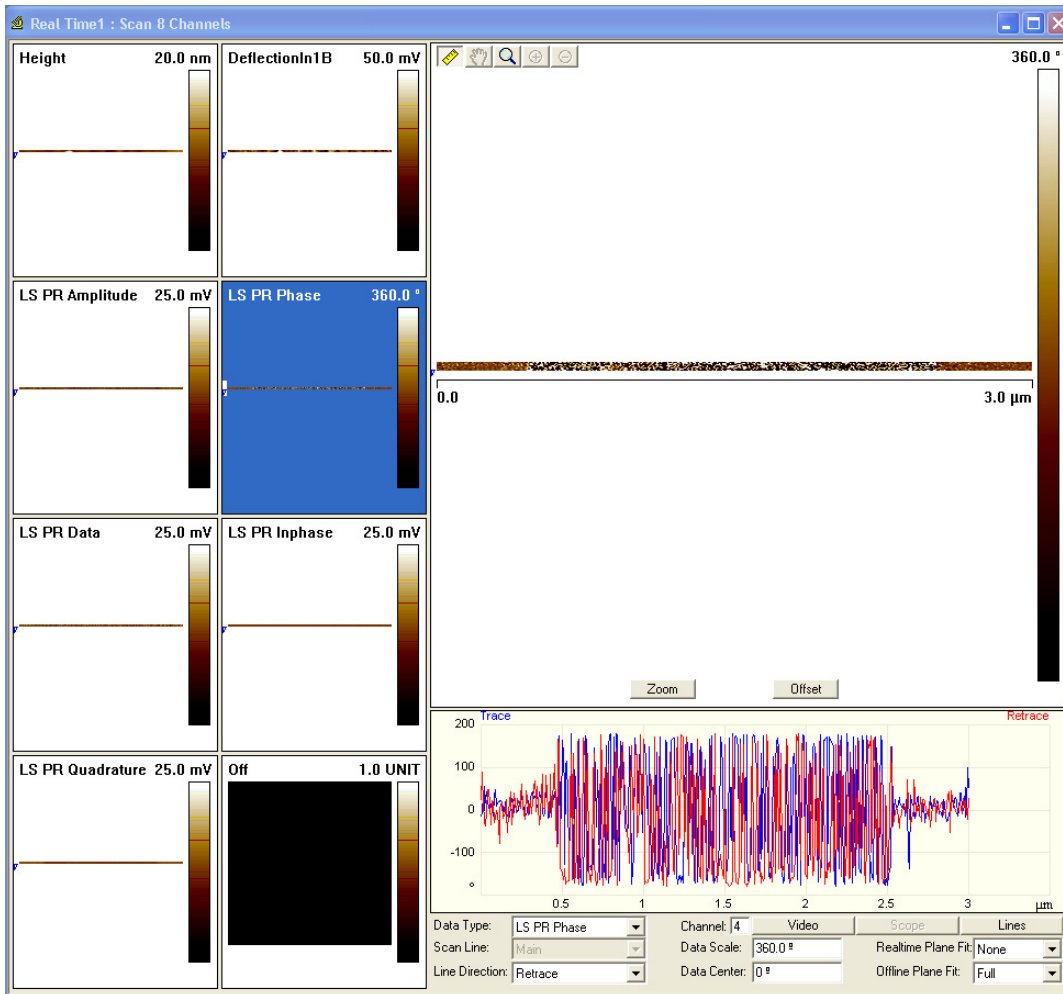 Real Time1 : Scan 8 Channels
Height 20.0 nm
DeflectionIn1B 50.0 mV
LS PR Amplitude 25.0 mV
LS PR Phase 360.0 °
LS PR Data 25.0 mV
LS PR Inphase 25.0 mV
LS PR Quadrature 25.0 mV
Off 1.0 UNIT
360.0 °
0.0 3.0 µm
Zoom Offset
Trace Retrace
200
100
0
-100
°
0.5 1 1.5 2 2.5 3 µm
Data Type: LS PR Phase Channel: 4 Video Scope Lines
Scan Line: Main Data Scale: 360.0 º Realtime Plane Fit: None
Line Direction: Retrace Data Center: 0 º Offline Plane Fit: Full